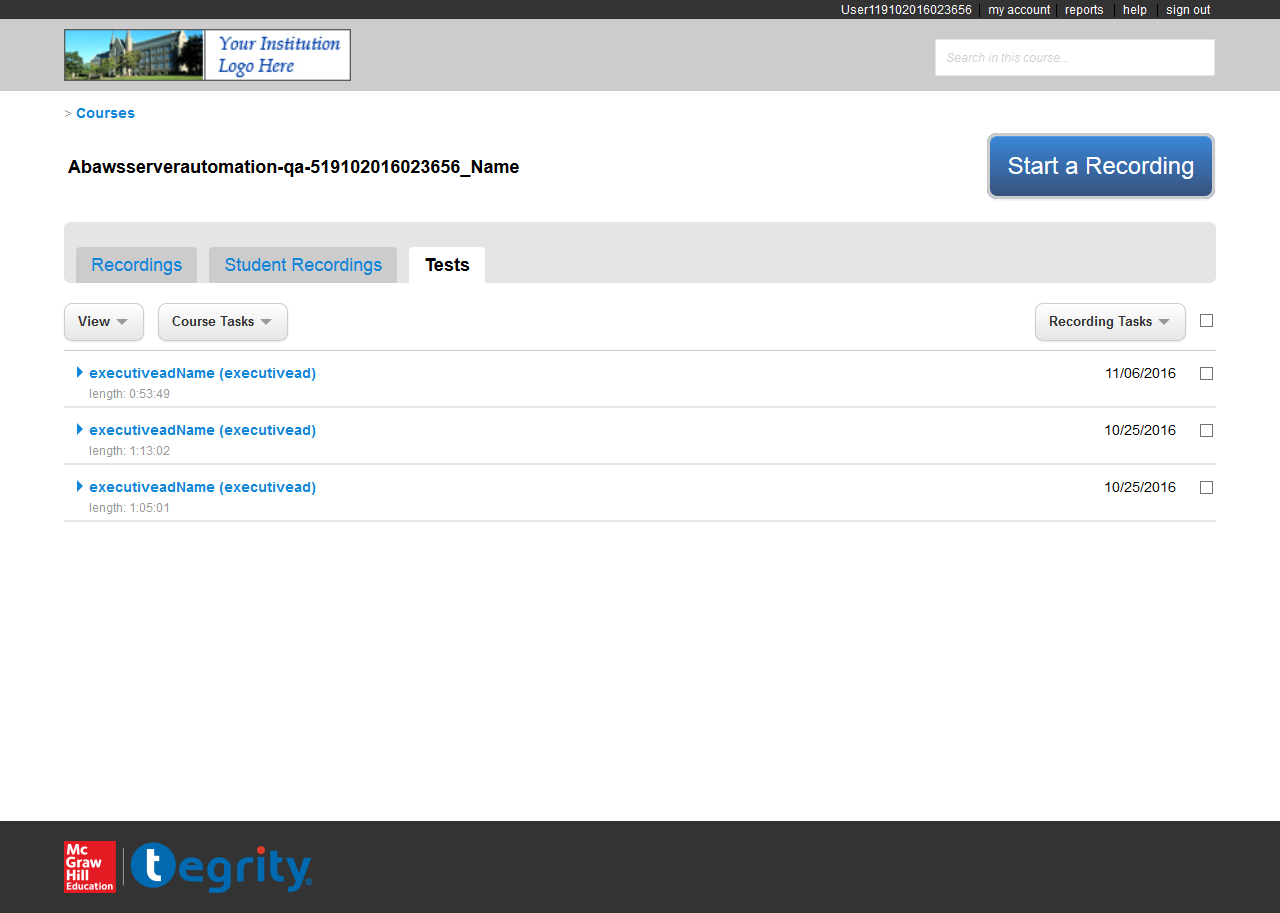 User119102016023656 my account reports help sign out
Your Institution
Logo Here
Search in this course...
> Courses
Abawsserverautomation-qa-519102016023656_Name
Start a Recording
Recordings Student Recordings Tests
View Course Tasks Recording Tasks
executiveadName (executivead) 11/06/2016
length: 0:53:49
executiveadName (executivead) 10/25/2016
length: 1:13:02
executiveadName (executivead) 10/25/2016
length: 1:05:01
Mc
Graw
Hill
Education
tegrity®